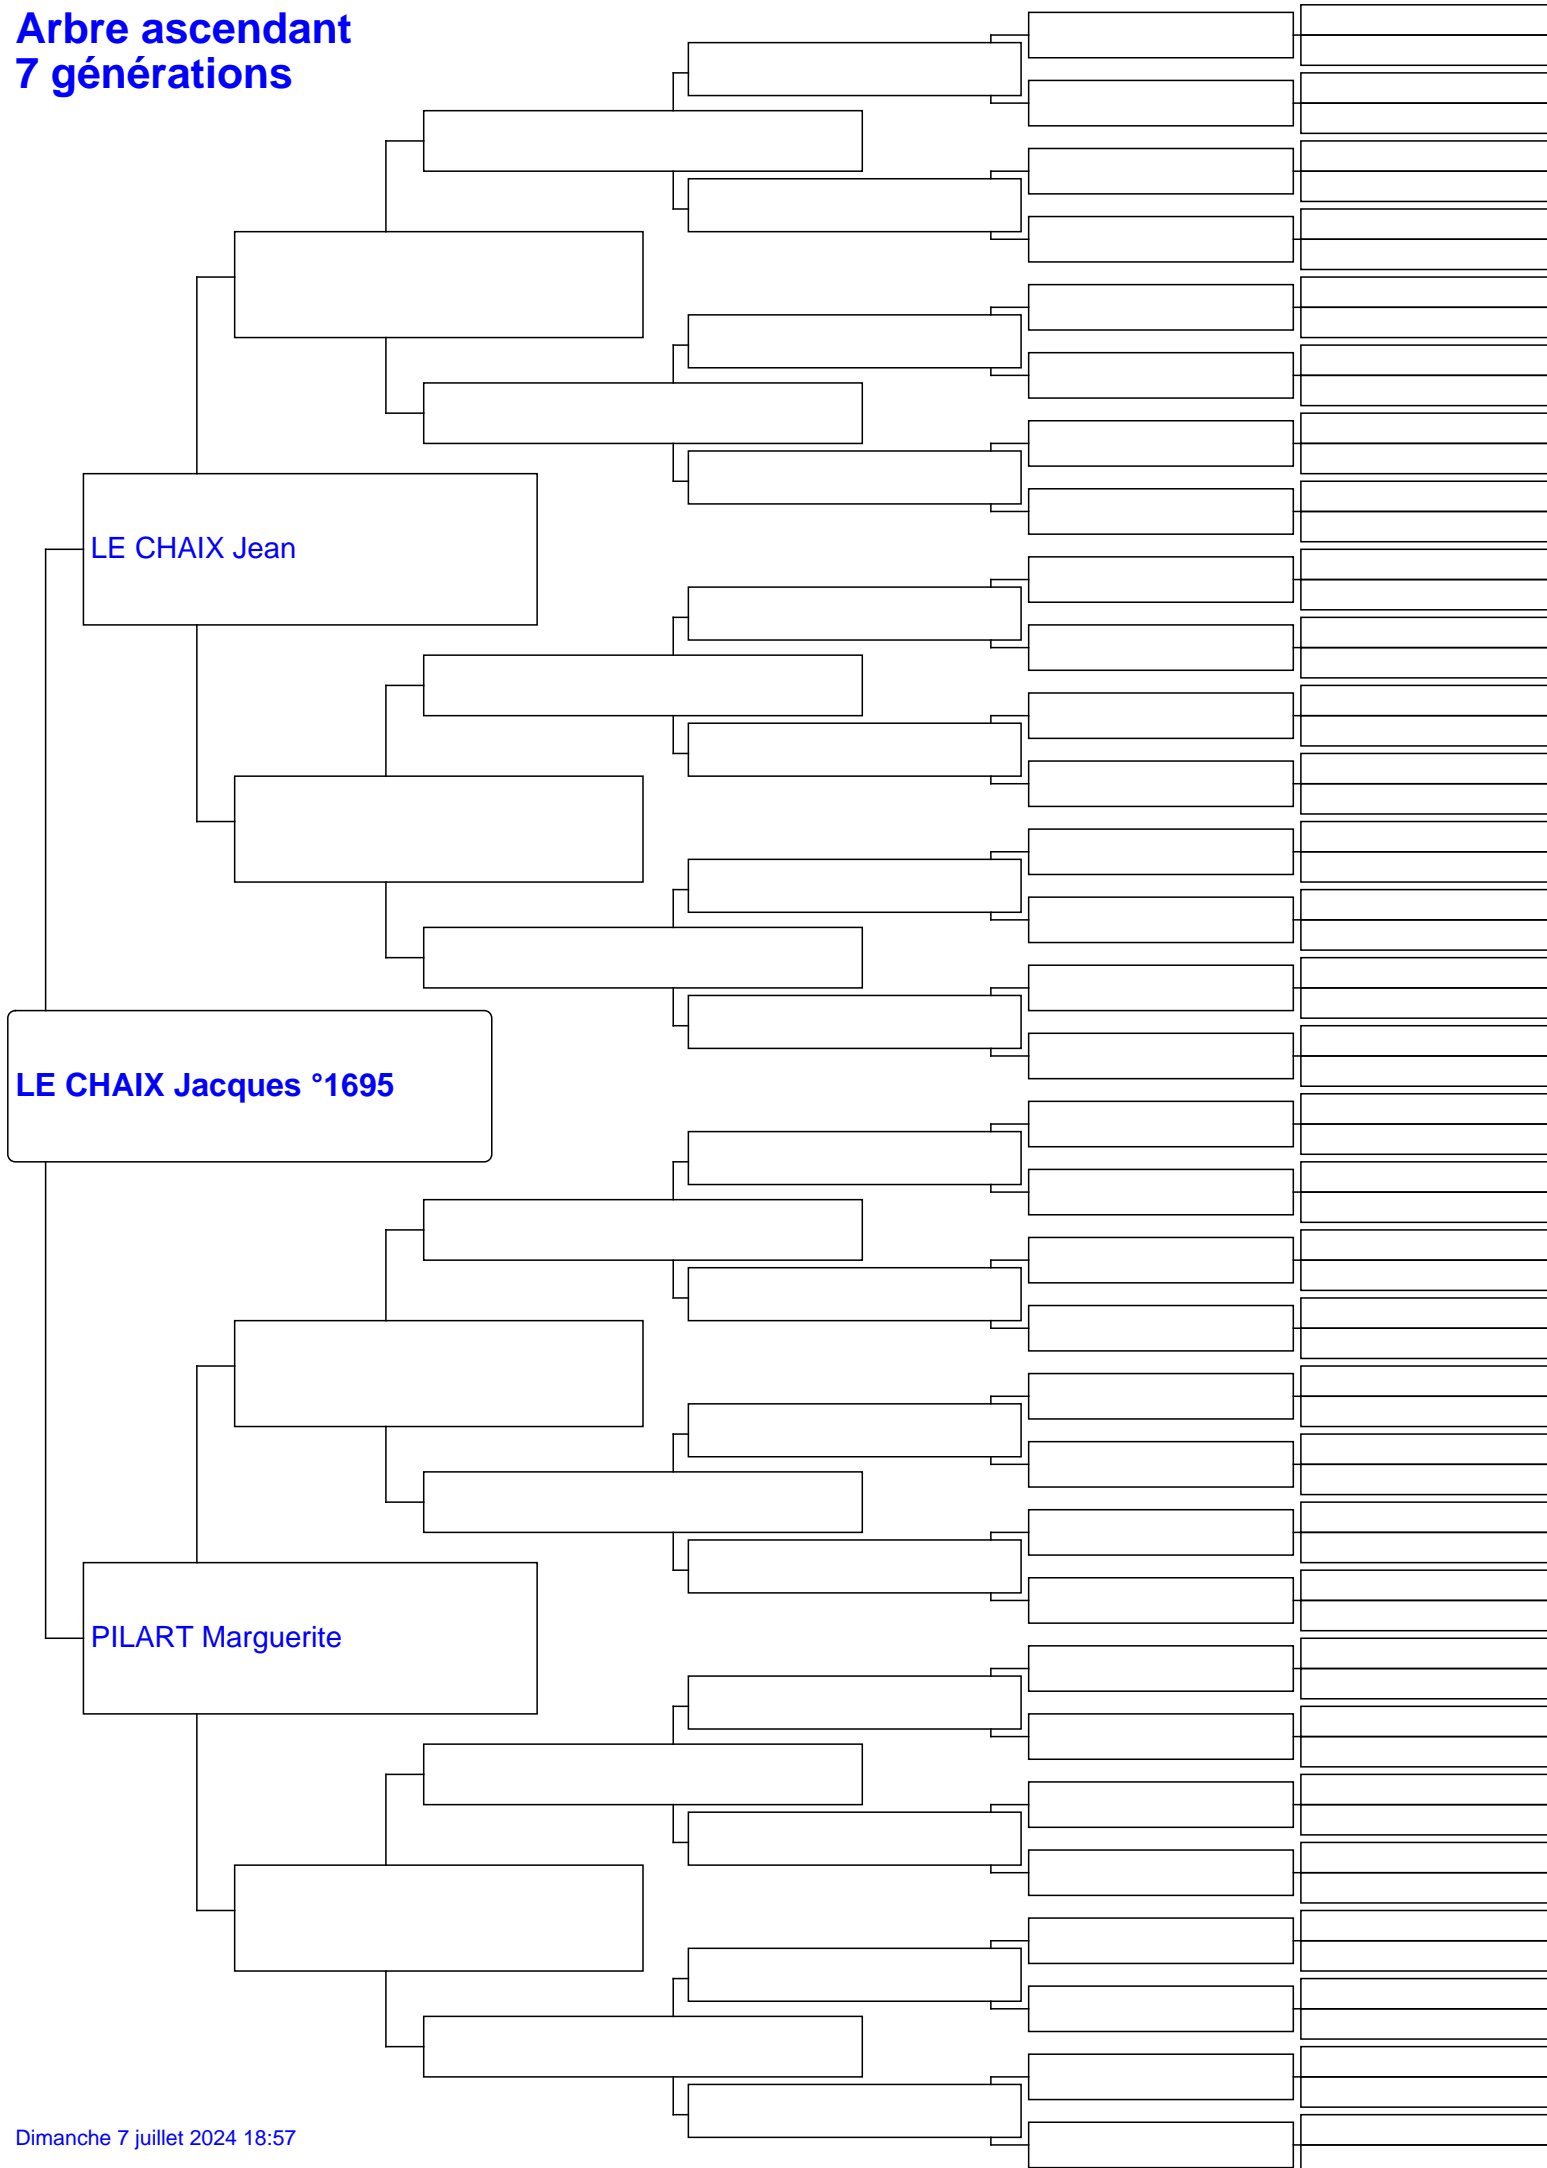 Arbre ascendant
7 générations
LE CHAIX Jean
LE CHAIX Jacques °1695
PILART Marguerite
Dimanche 7 juillet 2024 18:57